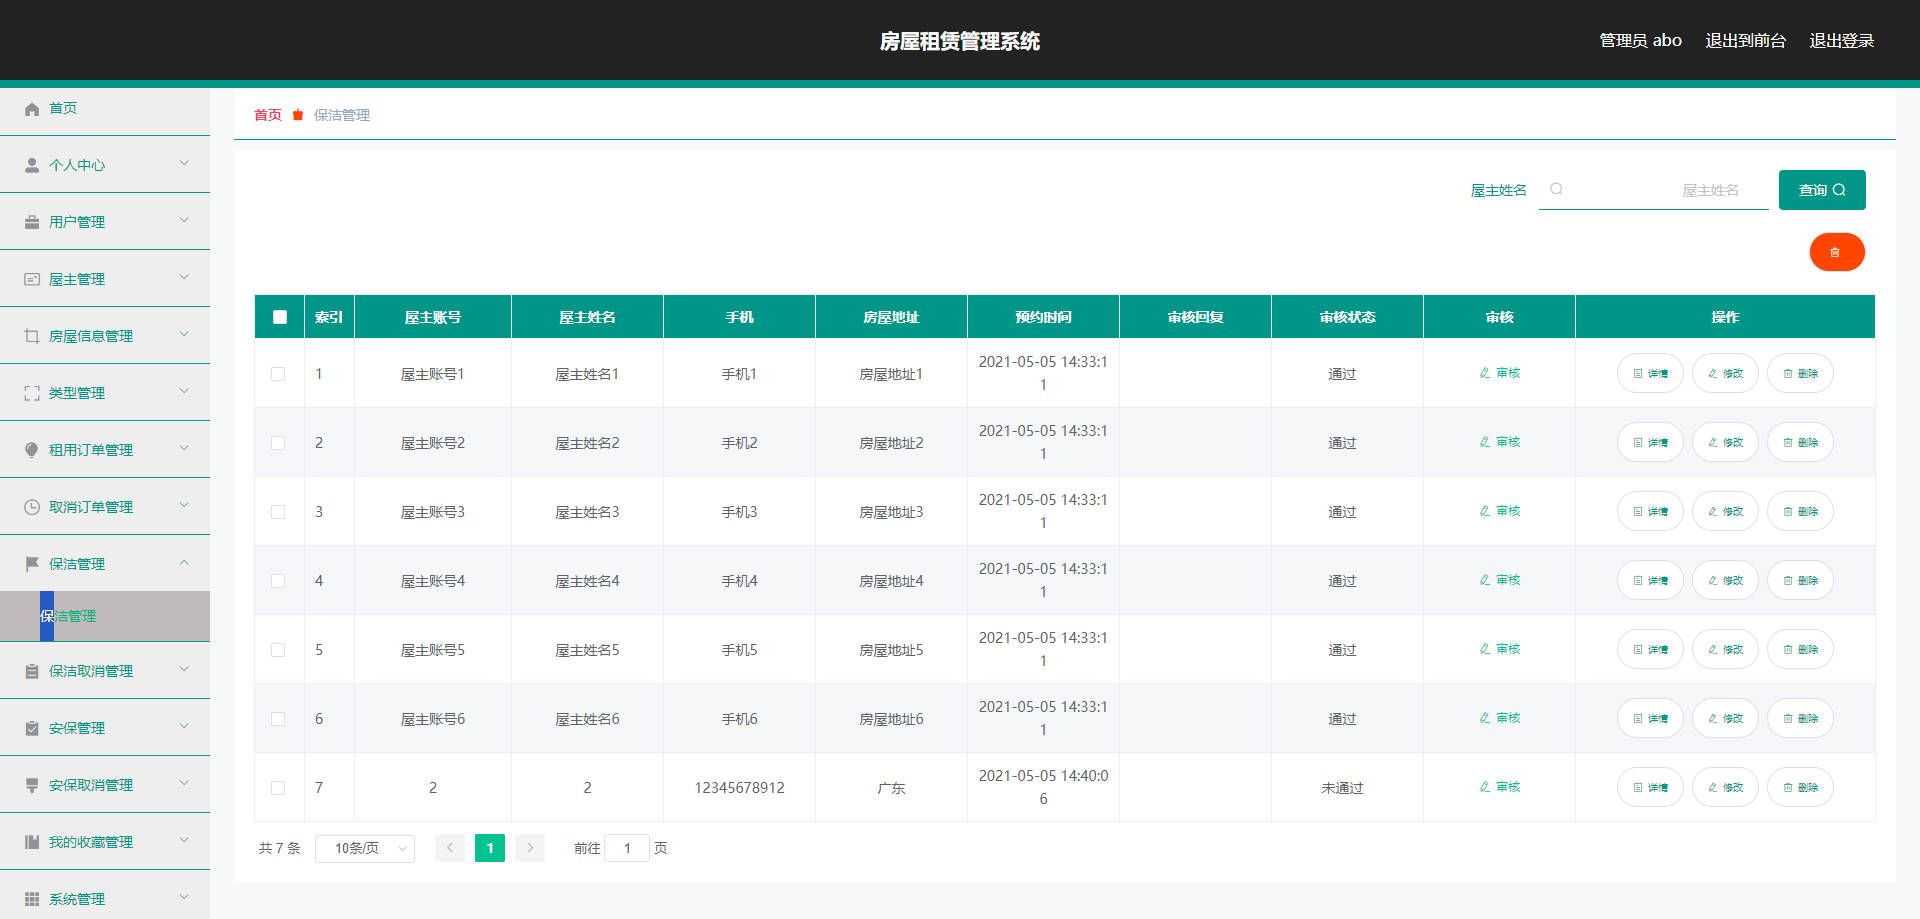 房屋租赁管理系统
管理员 abo 退出到前台 退出登录
首页
个人中心
用户管理
屋主管理
房屋信息管理
类型管理
租用订单管理
取消订单管理
保洁管理
保洁管理
保洁取消管理
安保管理
安保取消管理
我的收藏管理
系统管理
首页 保洁管理
屋主姓名 屋主姓名 查询
索引 屋主账号 屋主姓名 手机 房屋地址 预约时间 审核回复 审核状态 审核 操作
1 屋主账号1 屋主姓名1 手机1 房屋地址1 2021-05-05 14:33:1 通过 审核 详情 修改 删除
1
2 屋主账号2 屋主姓名2 手机2 房屋地址2 2021-05-05 14:33:1 通过 审核 详情 修改 删除
1
3 屋主账号3 屋主姓名3 手机3 房屋地址3 2021-05-05 14:33:1 通过 审核 详情 修改 删除
1
4 屋主账号4 屋主姓名4 手机4 房屋地址4 2021-05-05 14:33:1 通过 审核 详情 修改 删除
1
5 屋主账号5 屋主姓名5 手机5 房屋地址5 2021-05-05 14:33:1 通过 审核 详情 修改 删除
1
6 屋主账号6 屋主姓名6 手机6 房屋地址6 2021-05-05 14:33:1 通过 审核 详情 修改 删除
1
7 2 2 12345678912 广东 2021-05-05 14:40:0 未通过 审核 详情 修改 删除
6
共 7 条 10条/页 1 前往 1 页